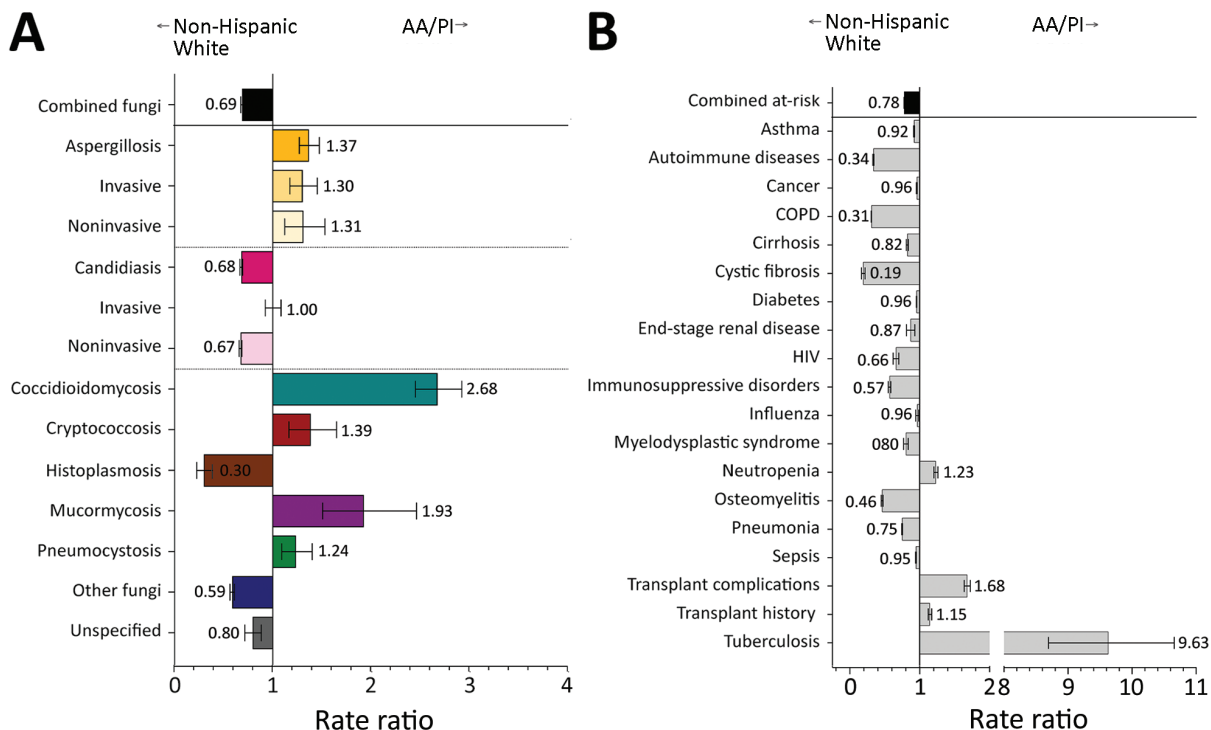 A
← Non-Hispanic White
AA/PI→
Combined fungi 0.69
Aspergillosis 1.37
Invasive 1.30
Noninvasive 1.31
Candidiasis 0.68
Invasive 1.00
Noninvasive 0.67
Coccidioidomycosis 2.68
Cryptococcosis 1.39
Histoplasmosis 0.30
Mucormycosis 1.93
Pneumocystosis 1.24
Other fungi 0.59
Unspecified 0.80
0 1 2 3 4
Rate ratio
B
← Non-Hispanic White
AA/PI→
Combined at-risk 0.78
Asthma 0.92
Autoimmune diseases 0.34
Cancer 0.96
COPD 0.31
Cirrhosis 0.82
Cystic fibrosis 0.19
Diabetes 0.96
End-stage renal disease 0.87
HIV 0.66
Immunosuppressive disorders 0.57
Influenza 0.96
Myelodysplastic syndrome 080
Neutropenia 1.23
Osteomyelitis 0.46
Pneumonia 0.75
Sepsis 0.95
Transplant complications 1.68
Transplant history 1.15
Tuberculosis 9.63
0 1 2 8 9 10 11
Rate ratio